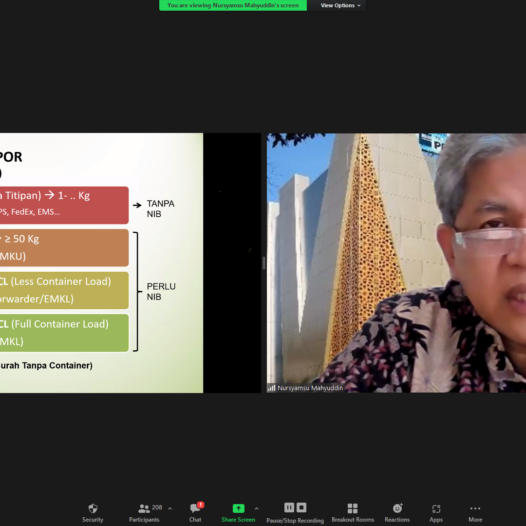 You are viewing Nursyamsu Mahyuddin's screen
View Options
POR
)
a Titipan) → 1- .. Kg
PS, FedEx, EMS...
TANPA
NIB
≥ 50 Kg
MKU)
CL (Less Container Load)
orwarder/EMKL)
PERLU
NIB
CL (Full Container Load)
MKL)
urah Tanpa Container)
Nursyamsu Mahyuddin
Security
Participants
208
Chat
Share Screen
Pause/Stop Recording
Breakout Rooms
Reactions
Apps
More